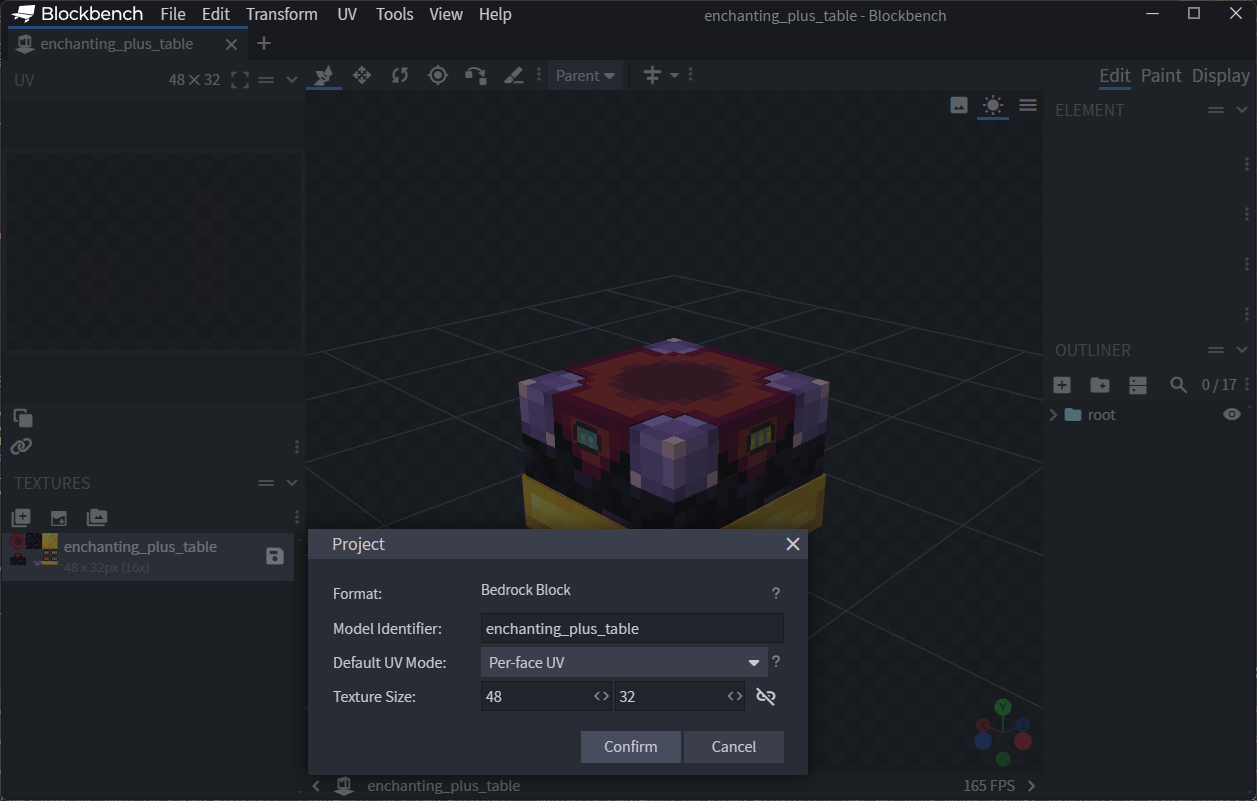 Blockbench File Edit Transform UV Tools View Help enchanting_plus_table - Blockbench
enchanting_plus_table
UV 48 × 32 Parent Edit Paint Display
ELEMENT
OUTLINER
0 / 17
root
TEXTURES
enchanting_plus_table
48 x 32px (16x)
Project
Format: Bedrock Block ?
Model Identifier: enchanting_plus_table
Default UV Mode: Per-face UV ?
Texture Size: 48 32
Confirm Cancel
Y
X
Z
enchanting_plus_table 165 FPS